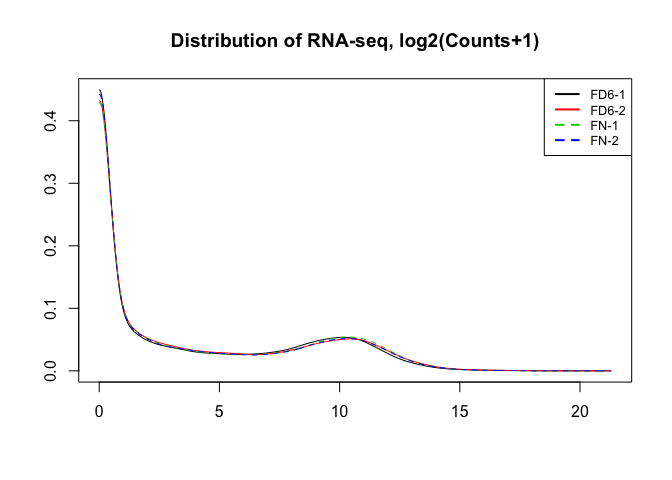 Distribution of RNA-seq, log2(Counts+1)
FD6-1
FD6-2
FN-1
FN-2
0.4
0.3
0.2
0.1
0.0
0 5 10 15 20